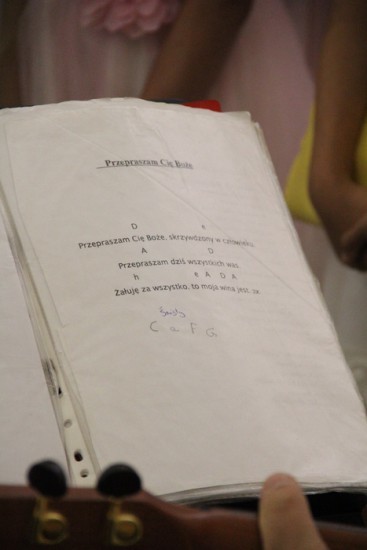 Przepraszam Cię Boże
D e
Przepraszam Cię Boże, skrzywdzony w człowieku
A D
Przepraszam dziś wszystkich was
h e A D A
Żałuję za wszystko, to moja wina jest.
C a F G